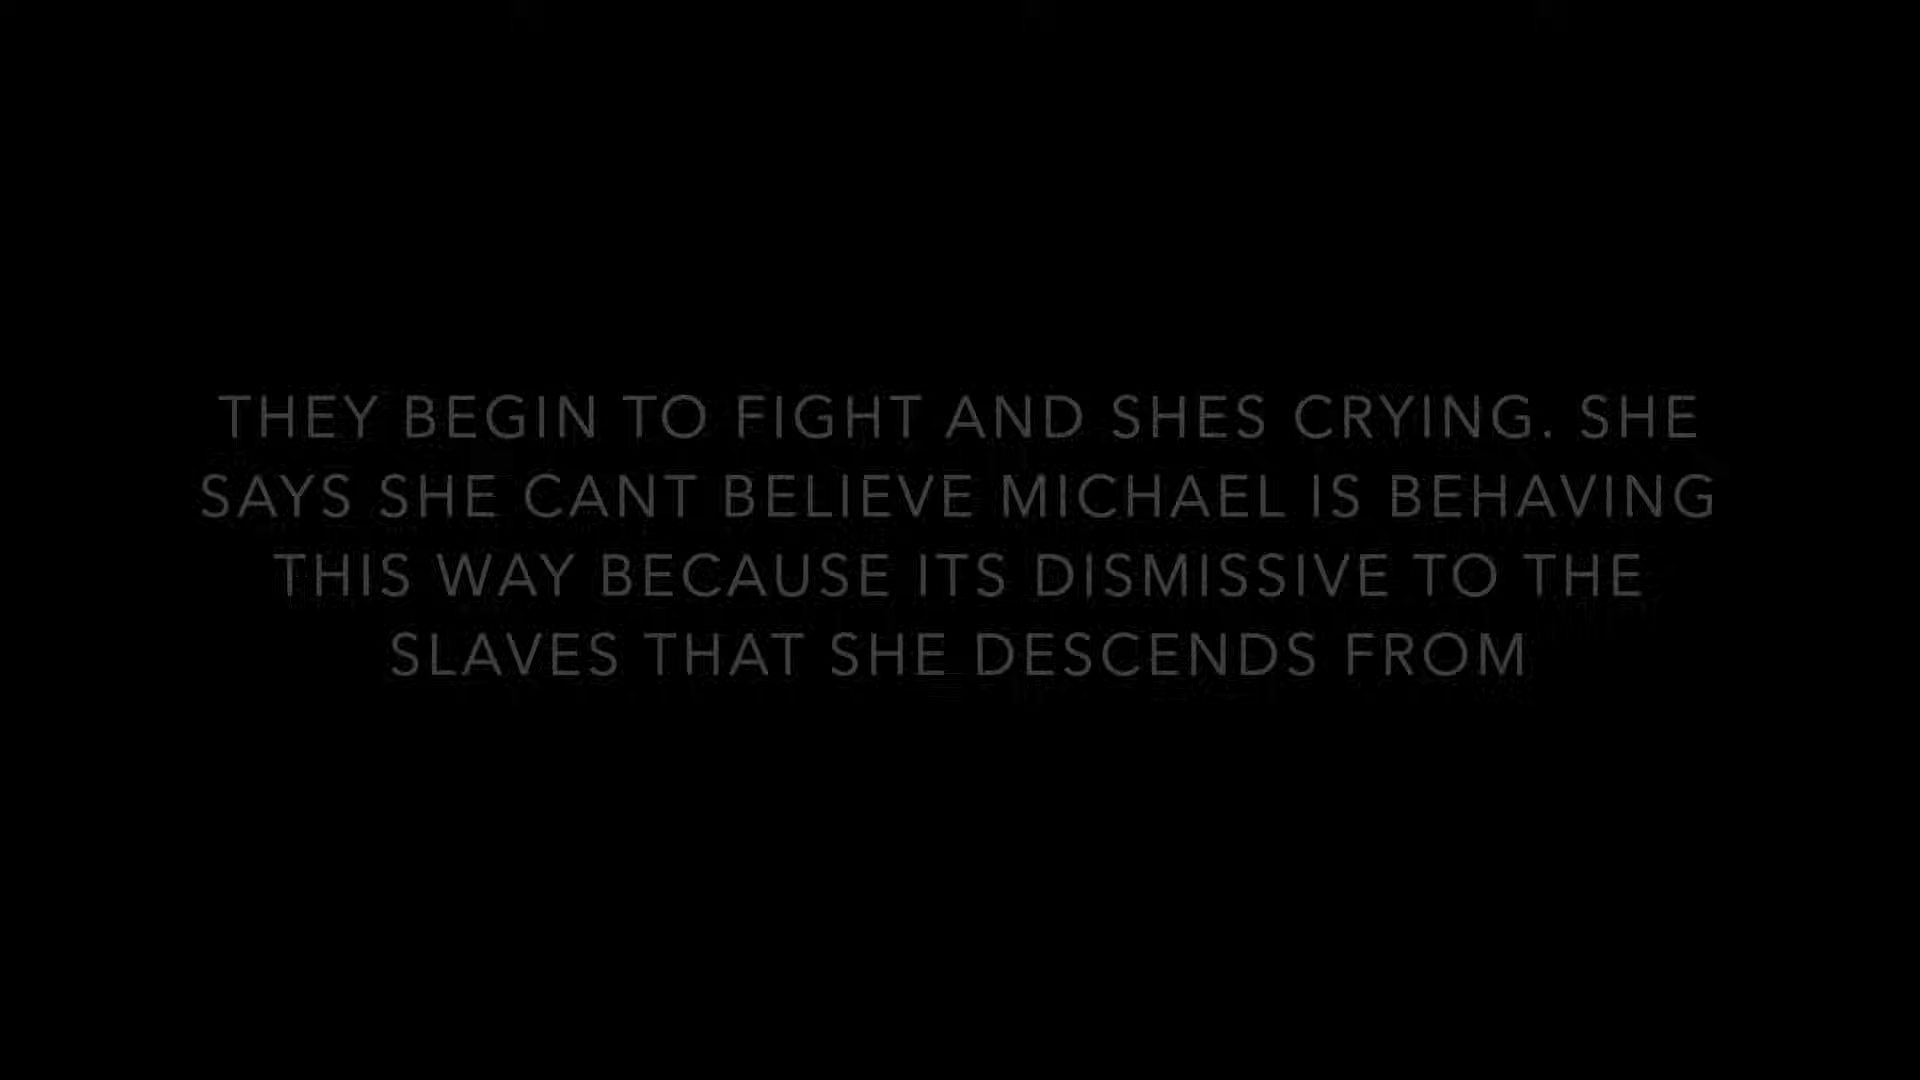 THEY BEGIN TO FIGHT AND SHES CRYING. SHE
SAYS SHE CANT BELIEVE MICHAEL IS BEHAVING
THIS WAY BECAUSE ITS DISMISSIVE TO THE
SLAVES THAT SHE DESCENDS FROM